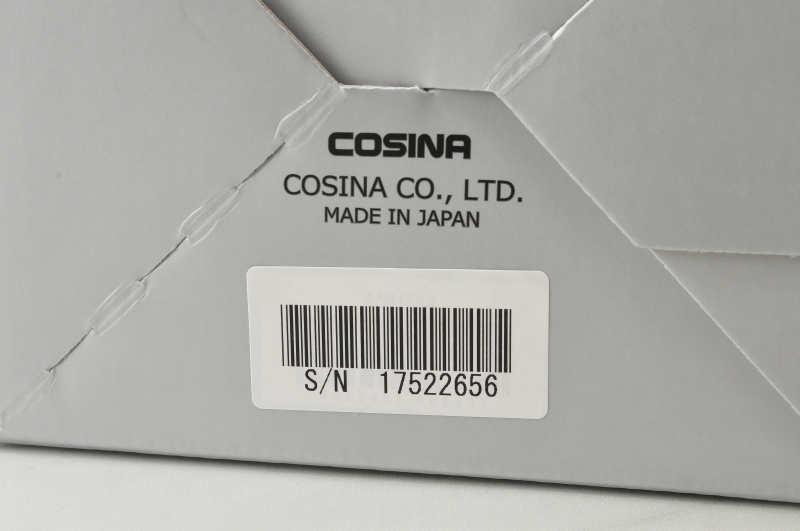 COSINA
COSINA CO., LTD.
MADE IN JAPAN
S/N 17522656